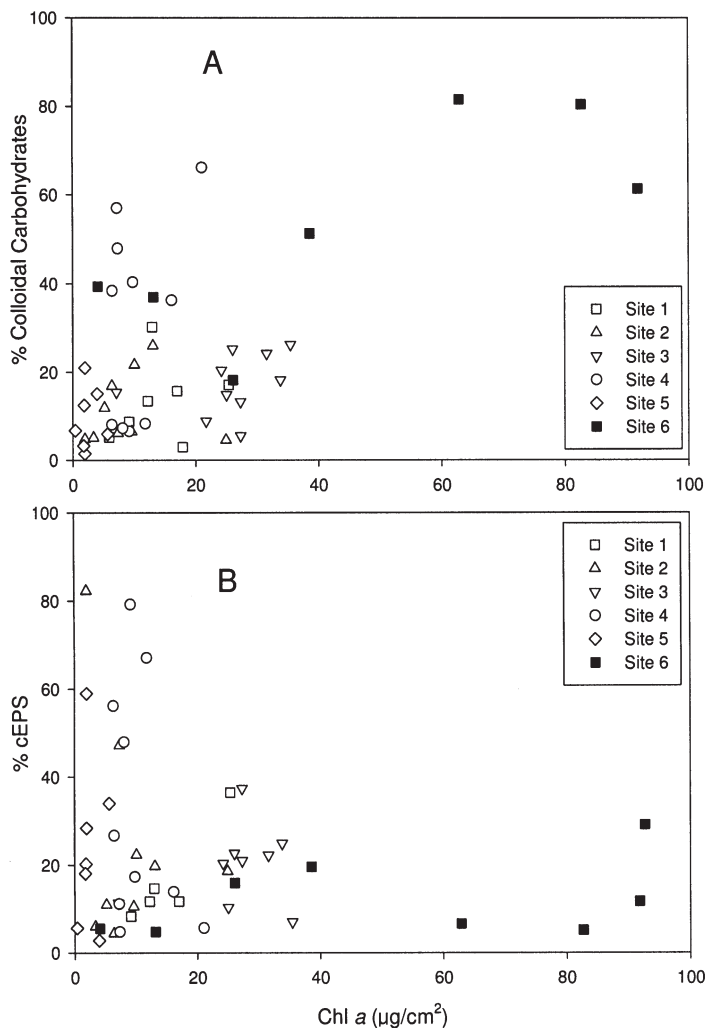 100
A
80
60
40
20
0
% Colloidal Carbohydrates
Site 1
Site 2
Site 3
Site 4
Site 5
Site 6
0 20 40 60 80 100
100
B
80
60
40
20
0
% cEPS
Site 1
Site 2
Site 3
Site 4
Site 5
Site 6
0 20 40 60 80 100
Chl a (µg/cm²)